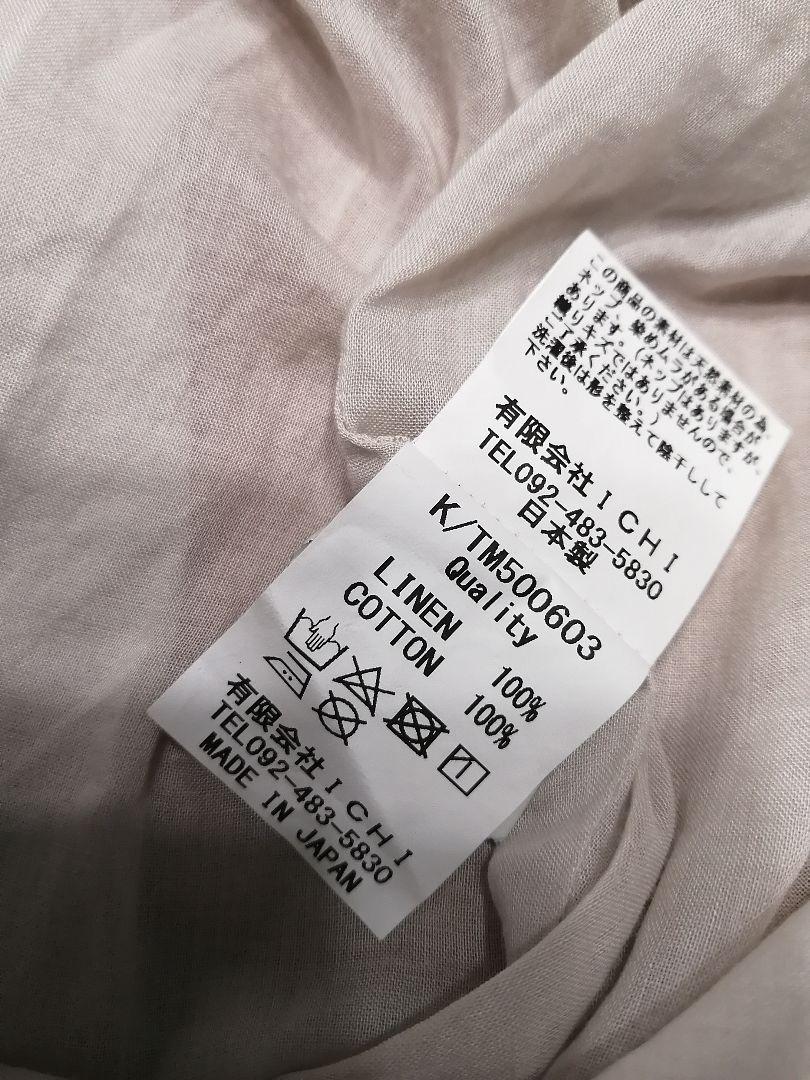 この商品の素材は天然素材の為、
ネップ、染めムラがある場合が
あります。(ネップはありますが、
織りキズではありませんので、
ご了承ください。)
洗濯後は形を整えて陰干しして
下さい。
有限会社ICHI
TEL092-483-5830
日本製
K/TM500603
Quality
LINEN 100%
COTTON 100%
有限会社ICHI
TEL092-483-5830
MADE IN JAPAN